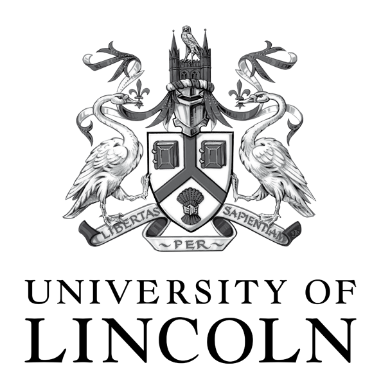 LIBERTAS PER SAPIENTIAM
UNIVERSITY OF
LINCOLN